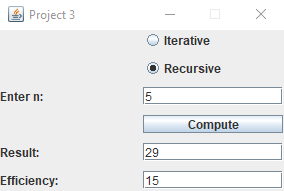 Project 3
Iterative
Recursive
Enter n: 5
Compute
Result: 29
Efficiency: 15